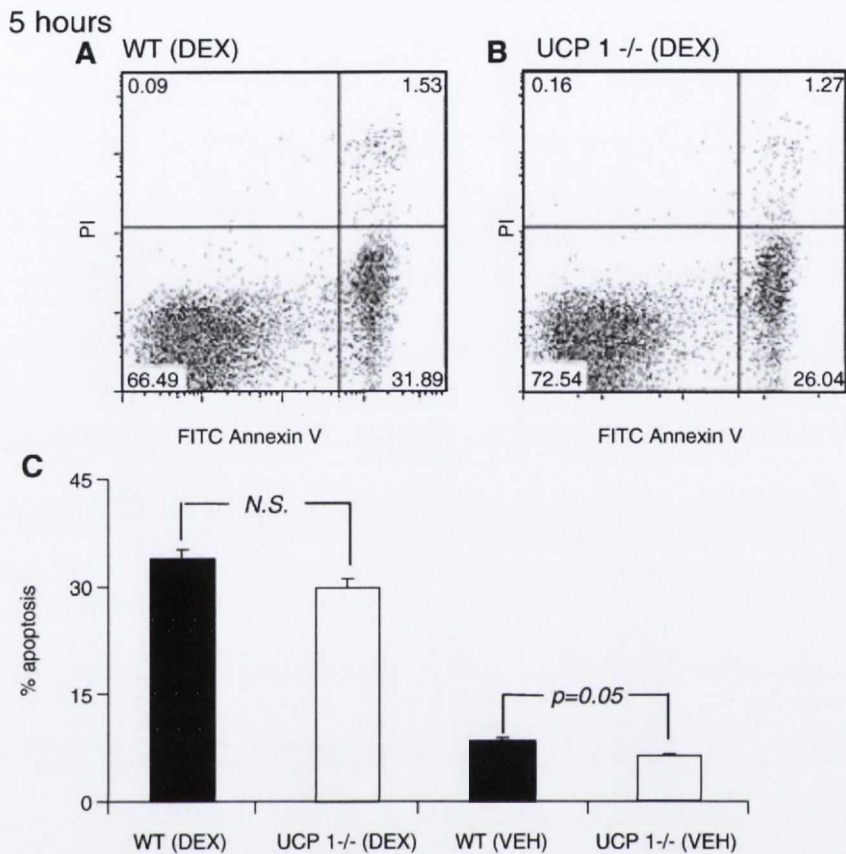 5 hours
A WT (DEX)
B UCP 1 -/- (DEX)
0.09 1.53
0.16 1.27
PI
PI
66.49 31.89
72.54 26.04
FITC Annexin V
FITC Annexin V
C
45
30
15
0
% apoptosis
N.S.
p=0.05
WT (DEX) UCP 1-/- (DEX) WT (VEH) UCP 1-/- (VEH)